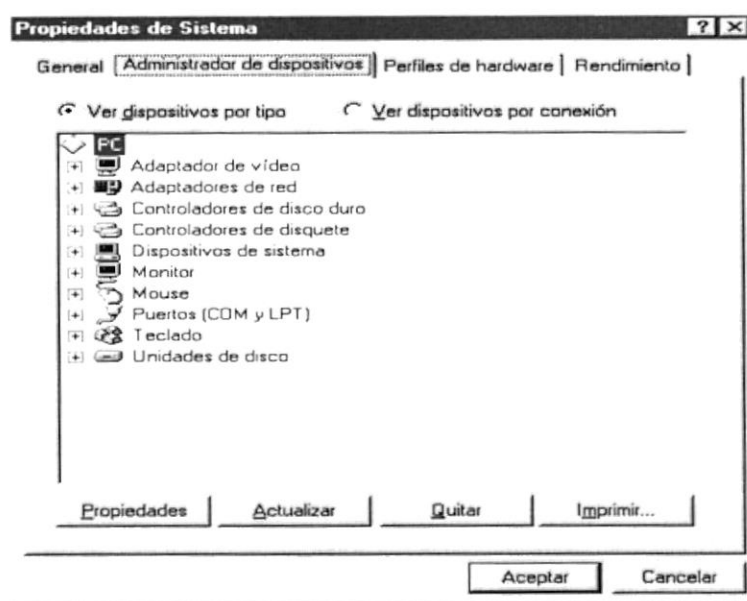 Propiedades de Sistema
General Administrador de dispositivos Perfiles de hardware Rendimiento
Ver dispositivos por tipo Ver dispositivos por conexión
PC
Adaptador de vídeo
Adaptadores de red
Controladores de disco duro
Controladores de disquete
Dispositivos de sistema
Monitor
Mouse
Puertos (COM y LPT)
Teclado
Unidades de disco
Propiedades Actualizar Quitar Imprimir...
Aceptar Cancelar